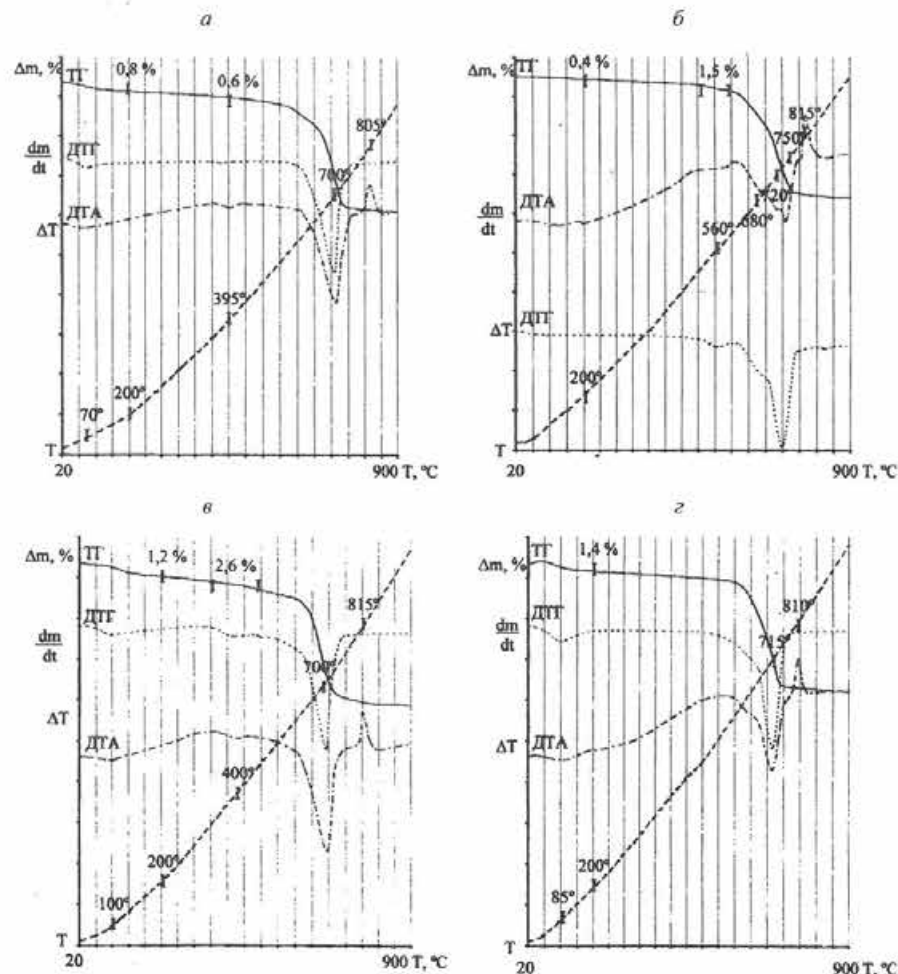 а
Δm, %
ТГ
0,8 %
0,6 %
805°
dm
dt
ДТГ
700°
ΔT
ДТА
395°
200°
70°
T
20
900 T, °C
б
Δm, %
ТГ
0,4 %
1,5 %
815°
750°
ДТА
dm
dt
680°
560°
ΔT
ДТГ
200°
T
20
900 T, °C
в
Δm, %
ТГ
1,2 %
2,6 %
815°
ДТГ
dm
dt
700°
ΔT
ДТА
400°
200°
100°
T
20
900 T, °C
г
Δm, %
ТГ
1,4 %
810°
ДТГ
dm
dt
715°
ΔT
ДТА
200°
85°
T
20
900 T, °C